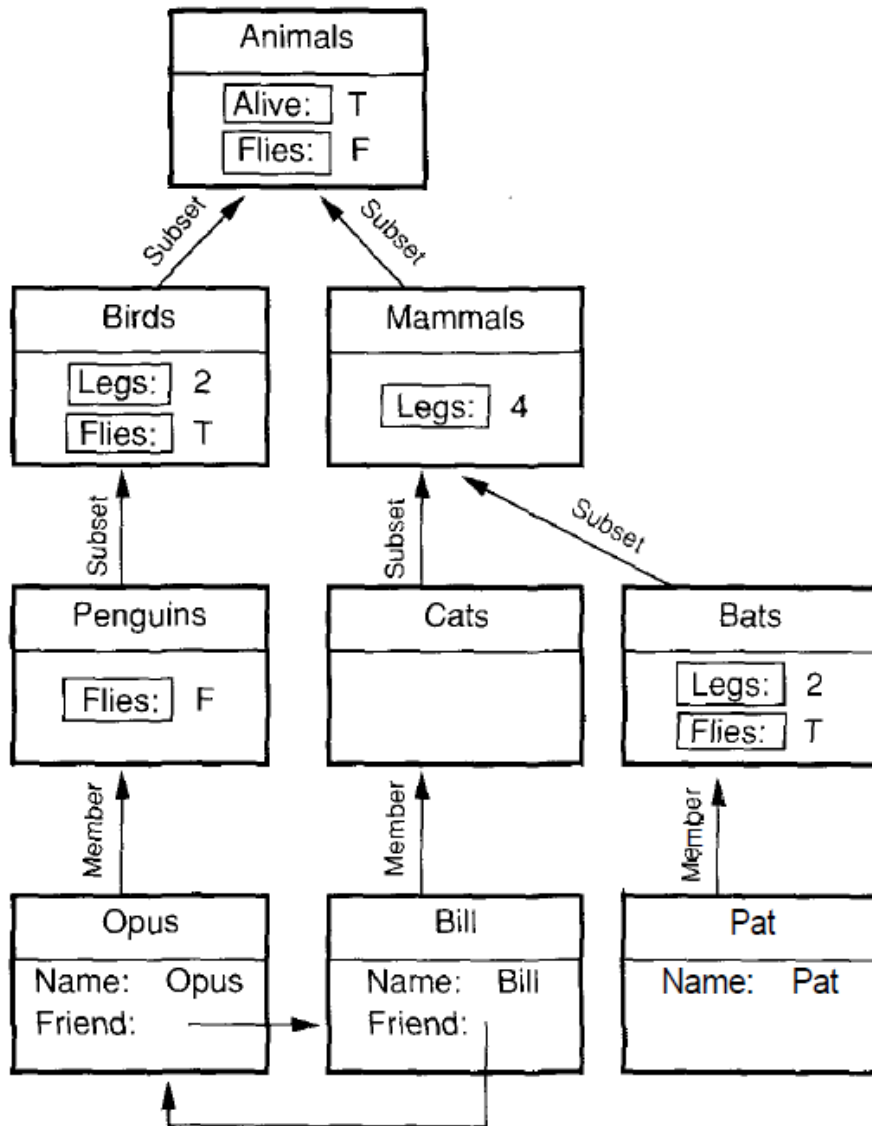 Animals
Alive: T
Flies: F
Subset
Subset
Birds
Legs: 2
Flies: T
Mammals
Legs: 4
Subset
Subset
Subset
Penguins
Flies: F
Cats
Bats
Legs: 2
Flies: T
Member
Member
Member
Opus
Name: Opus
Friend:
Bill
Name: Bill
Friend:
Pat
Name: Pat